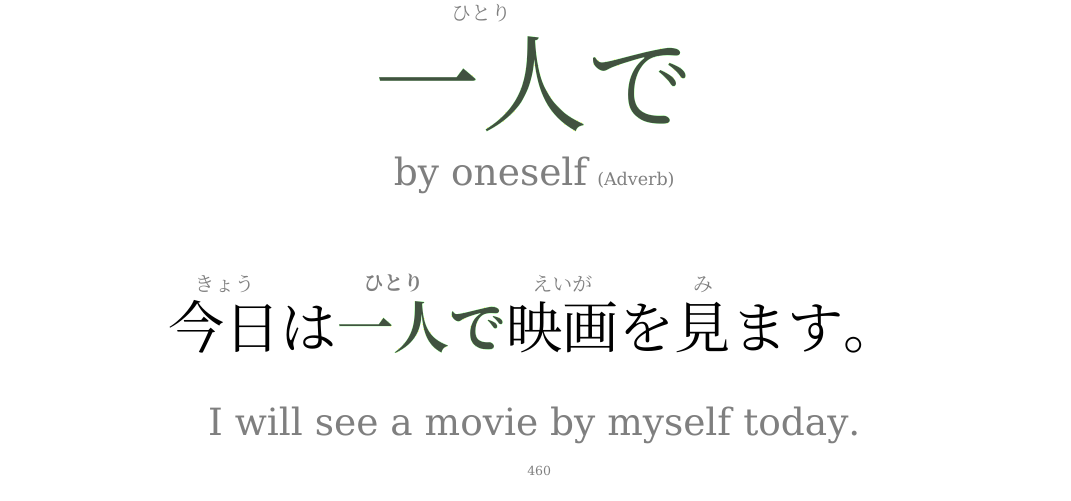 ひとり
一人で
by oneself (Adverb)
きょう ひとり えいが み
今日は一人で映画を見ます。
I will see a movie by myself today.
460